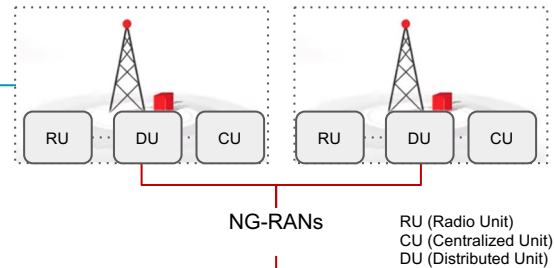 RU DU CU RU DU CU
NG-RANs
RU (Radio Unit)
CU (Centralized Unit)
DU (Distributed Unit)